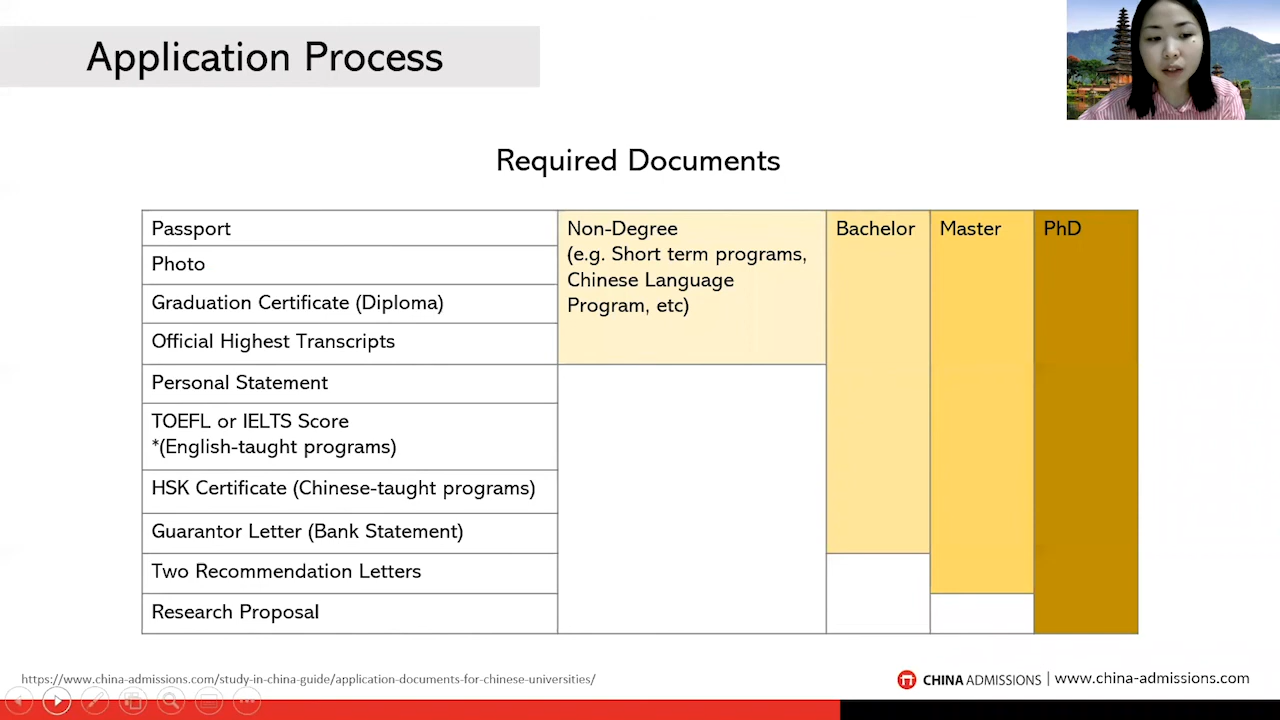 Application Process
Required Documents
Passport
Photo
Graduation Certificate (Diploma)
Official Highest Transcripts
Personal Statement
TOEFL or IELTS Score
*(English-taught programs)
HSK Certificate (Chinese-taught programs)
Guarantor Letter (Bank Statement)
Two Recommendation Letters
Research Proposal
Non-Degree
(e.g. Short term programs,
Chinese Language
Program, etc)
Bachelor
Master
PhD
https://www.china-admissions.com/study-in-china-guide/application-documents-for-chinese-universities/
CHINA ADMISSIONS | www.china-admissions.com